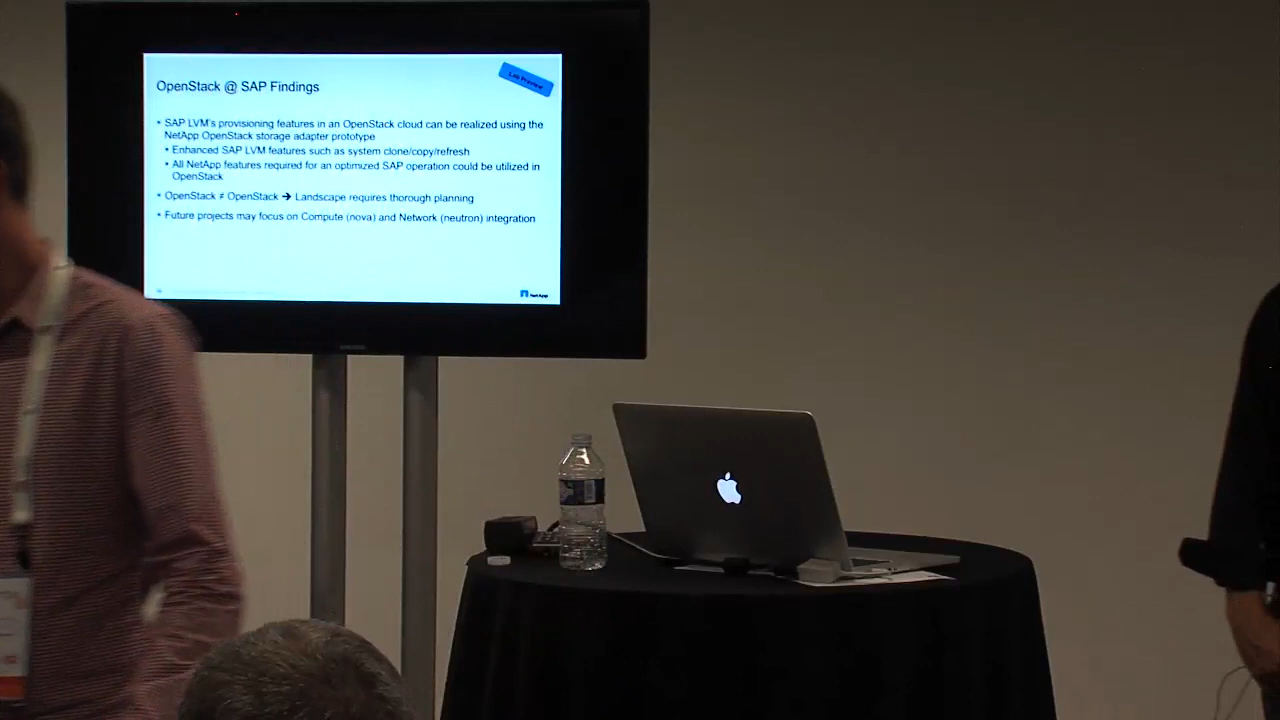 Lab Preview
OpenStack @ SAP Findings
• SAP LVM's provisioning features in an OpenStack cloud can be realized using the
NetApp OpenStack storage adapter prototype
• Enhanced SAP LVM features such as system clone/copy/refresh
• All NetApp features required for an optimized SAP operation could be utilized in
OpenStack
• OpenStack ≠ OpenStack ➔ Landscape requires thorough planning
• Future projects may focus on Compute (nova) and Network (neutron) integration
NetApp